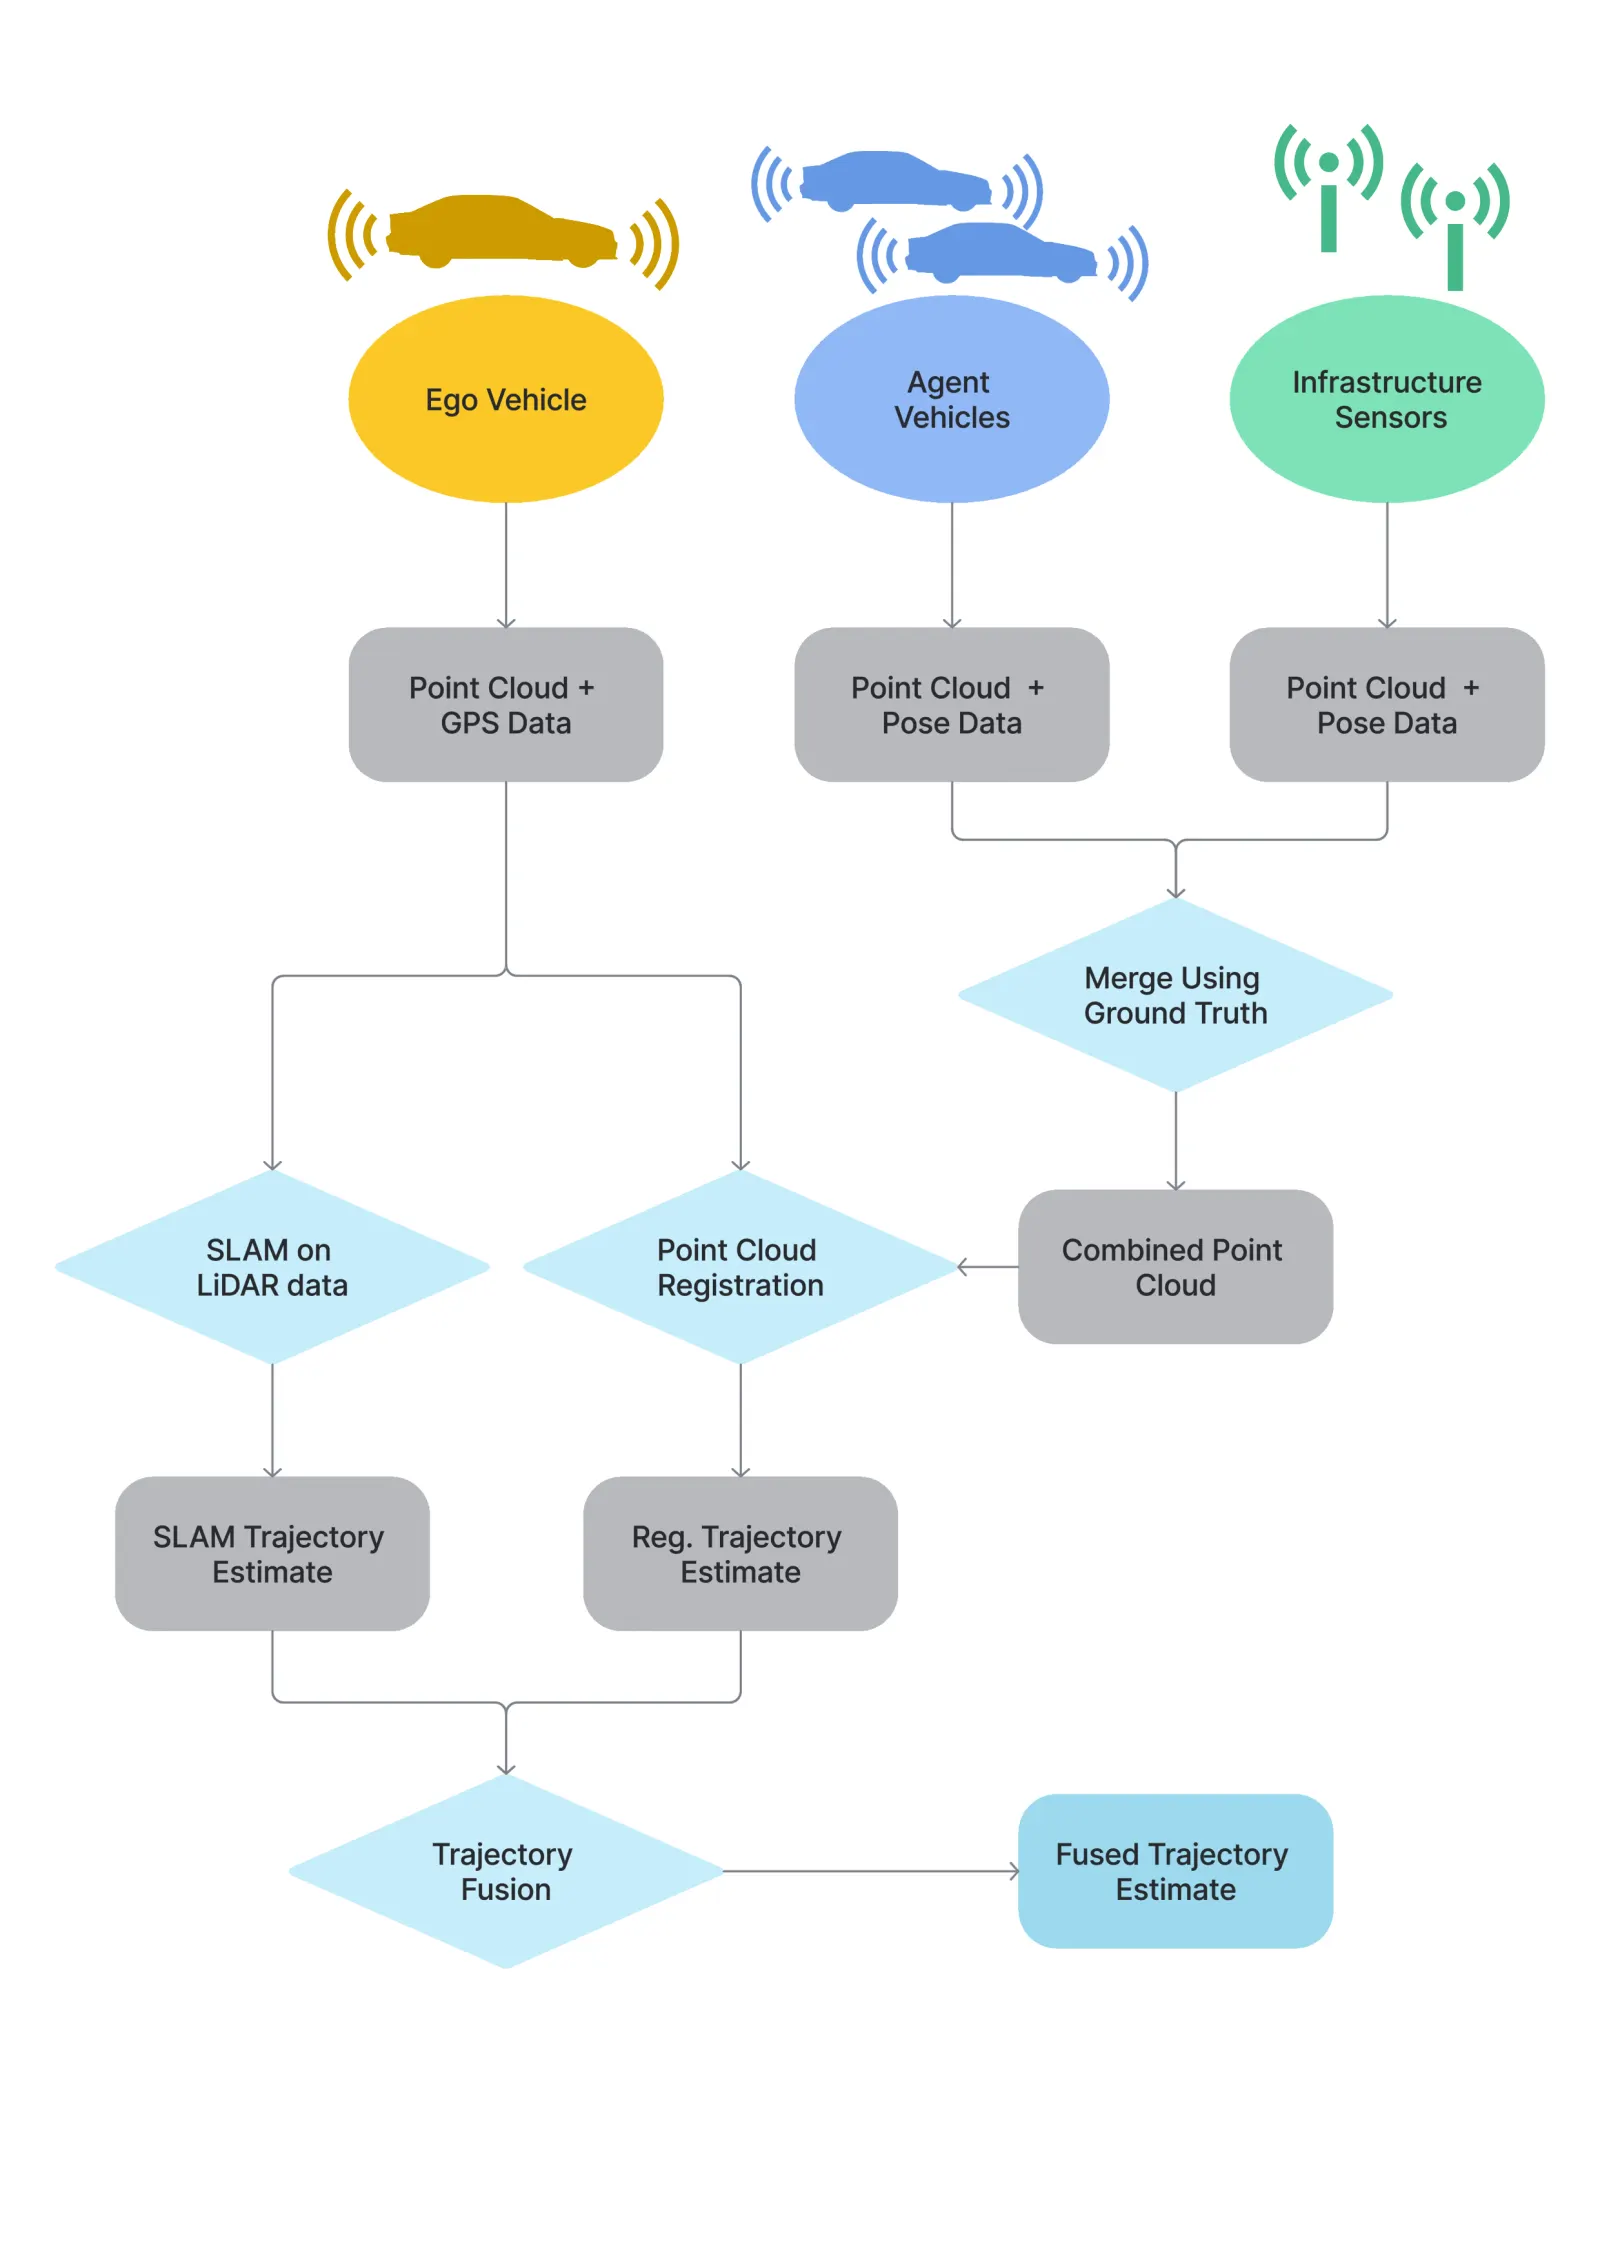 Ego Vehicle
Agent
Vehicles
Infrastructure
Sensors
Point Cloud +
GPS Data
Point Cloud +
Pose Data
Point Cloud +
Pose Data
Merge Using
Ground Truth
SLAM on
LiDAR data
Point Cloud
Registration
Combined Point
Cloud
SLAM Trajectory
Estimate
Reg. Trajectory
Estimate
Trajectory
Fusion
Fused Trajectory
Estimate